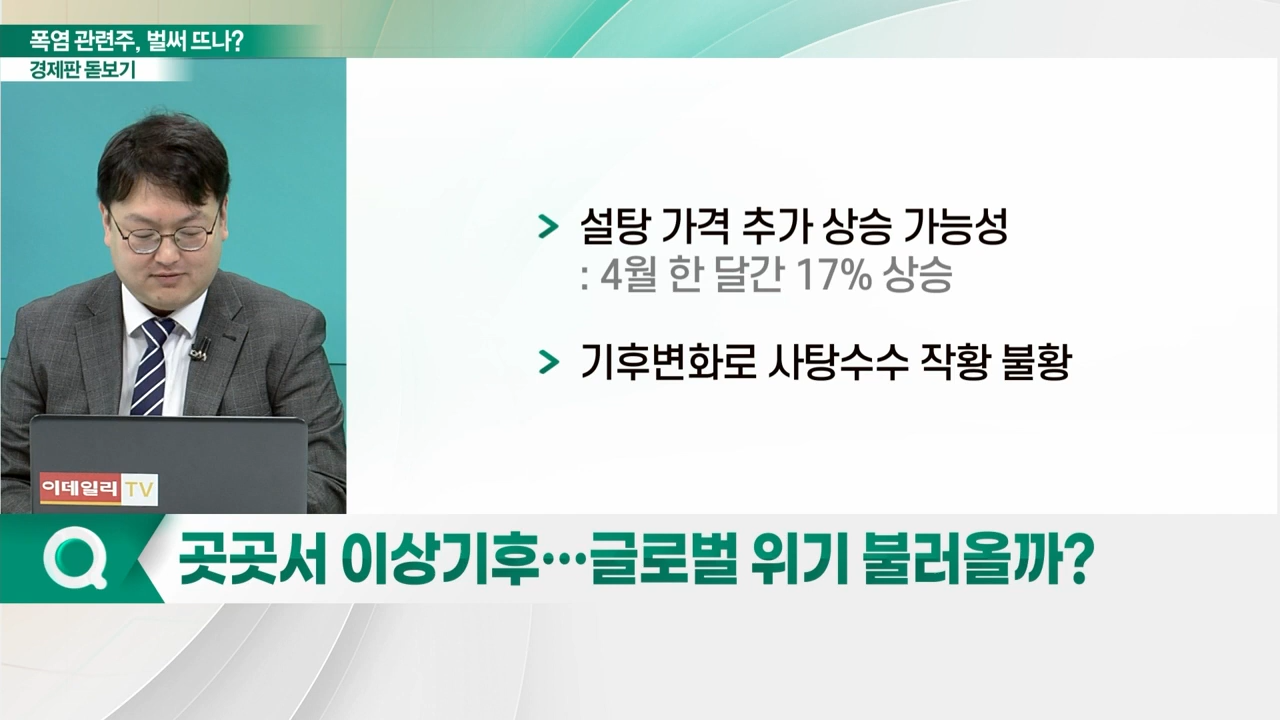 폭염 관련주, 벌써 뜨나?
경제판 돋보기
> 설탕 가격 추가 상승 가능성
: 4월 한 달간 17% 상승
> 기후변화로 사탕수수 작황 불황
이데일리 TV
Q 곳곳서 이상기후…글로벌 위기 불러올까?